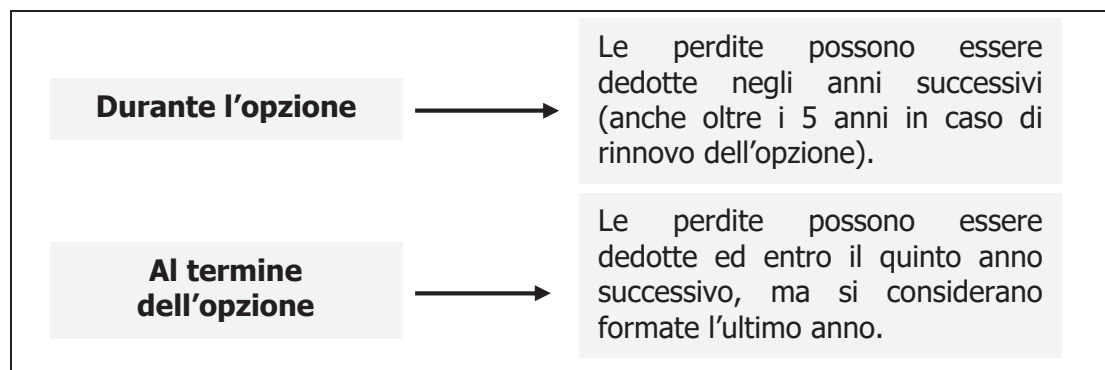 Durante l’opzione
Le perdite possono essere
dedotte negli anni successivi
(anche oltre i 5 anni in caso di
rinnovo dell’opzione).
Al termine
dell’opzione
Le perdite possono essere
dedotte ed entro il quinto anno
successivo, ma si considerano
formate l’ultimo anno.